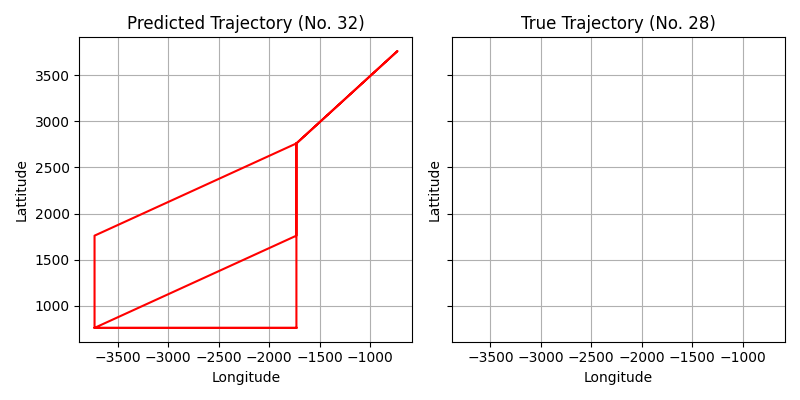 Predicted Trajectory (No. 32)
True Trajectory (No. 28)
3500
3000
2500
2000
1500
1000
Lattitude
Lattitude
−3500 −3000 −2500 −2000 −1500 −1000
−3500 −3000 −2500 −2000 −1500 −1000
Longitude
Longitude